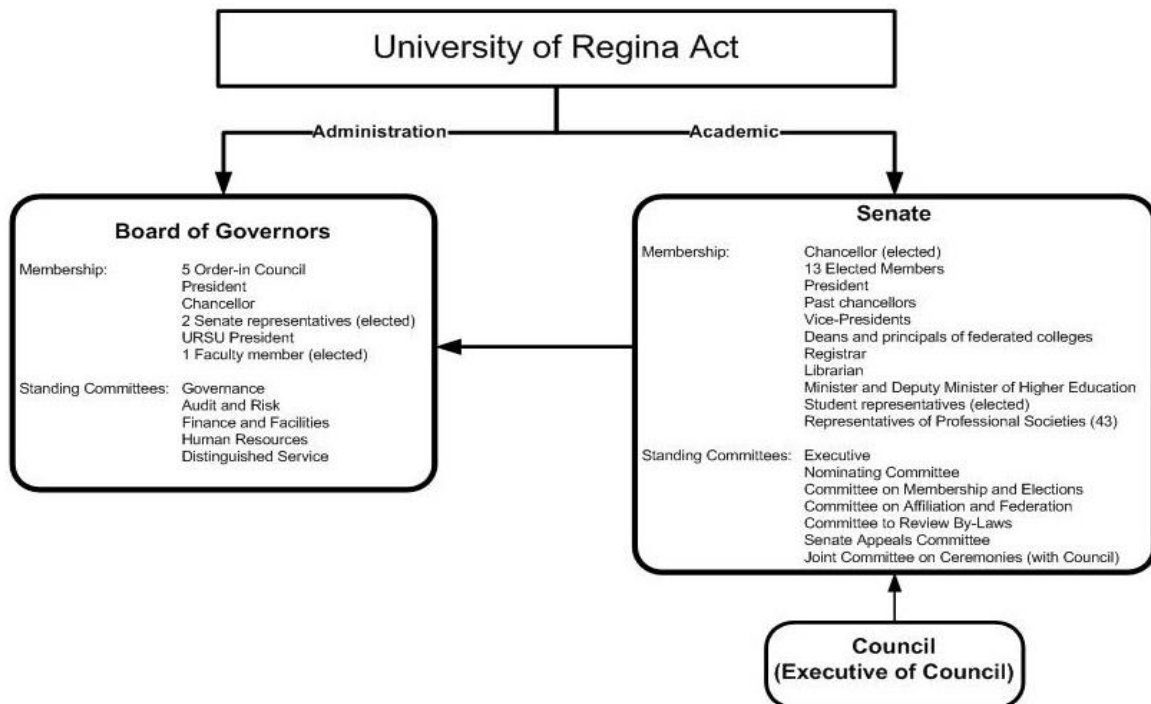 University of Regina Act
Administration
Academic
Board of Governors
Membership: 5 Order-in Council
President
Chancellor
2 Senate representatives (elected)
URSU President
1 Faculty member (elected)
Standing Committees: Governance
Audit and Risk
Finance and Facilities
Human Resources
Distinguished Service
Senate
Membership: Chancellor (elected)
13 Elected Members
President
Past chancellors
Vice-Presidents
Deans and principals of federated colleges
Registrar
Librarian
Minister and Deputy Minister of Higher Education
Student representatives (elected)
Representatives of Professional Societies (43)
Standing Committees: Executive
Nominating Committee
Committee on Membership and Elections
Committee on Affiliation and Federation
Committee to Review By-Laws
Senate Appeals Committee
Joint Committee on Ceremonies (with Council)
Council
(Executive of Council)